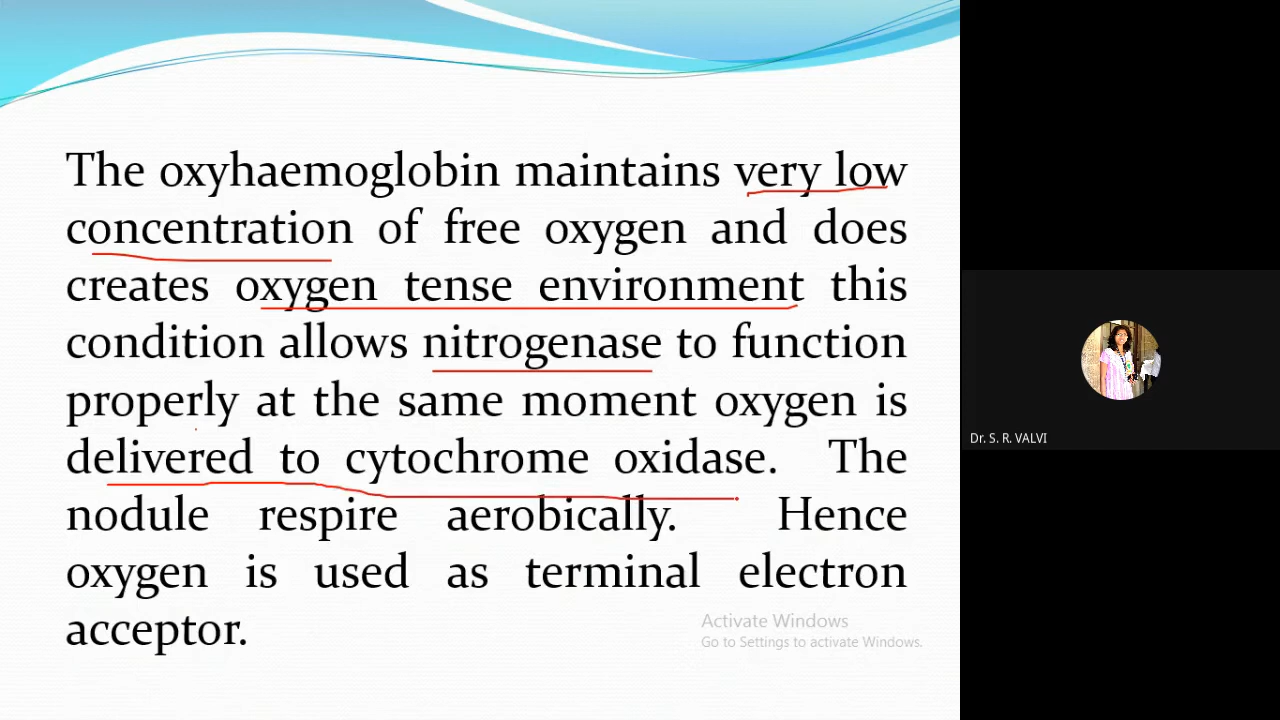 The oxyhaemoglobin maintains very low
concentration of free oxygen and does
creates oxygen tense environment this
condition allows nitrogenase to function
properly at the same moment oxygen is
delivered to cytochrome oxidase. The
nodule respire aerobically. Hence
oxygen is used as terminal electron
acceptor.
Activate Windows
Go to Settings to activate Windows.
Dr. S. R. VALVI